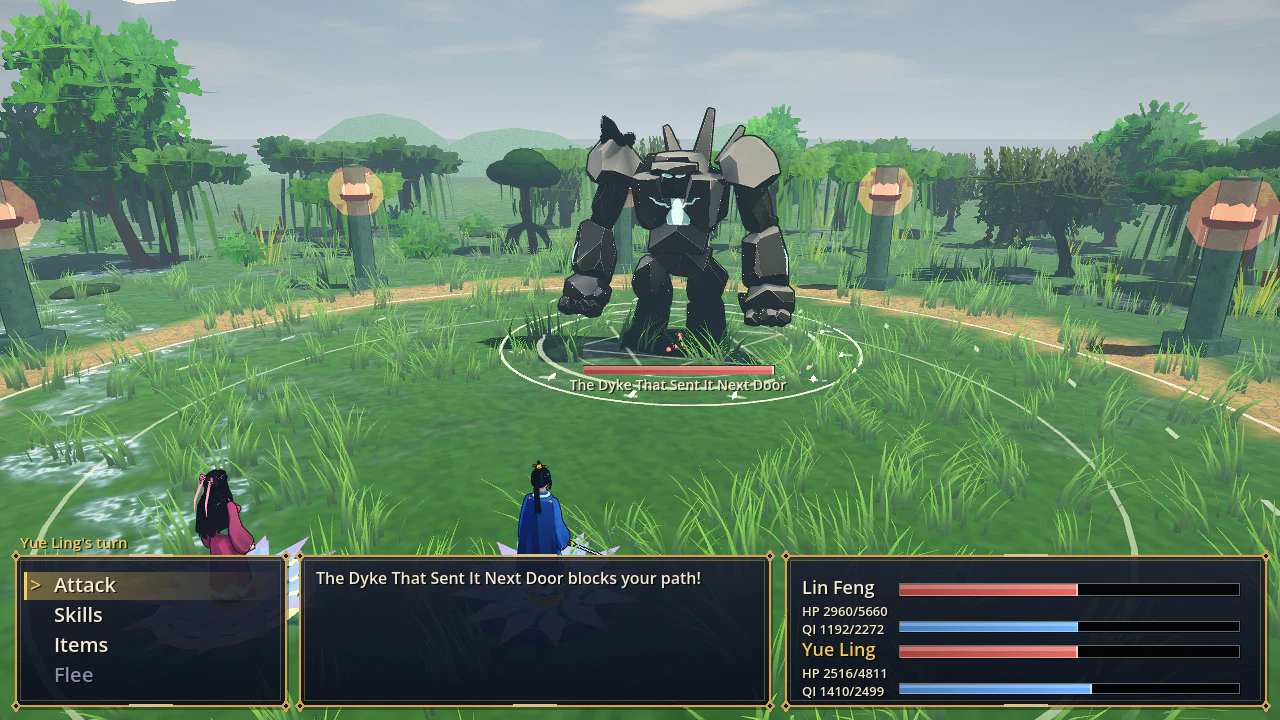 The Dyke That Sent It Next Door
Yue Ling's turn
> Attack
Skills
Items
Flee
The Dyke That Sent It Next Door blocks your path!
Lin Feng
HP 2960/5660
QI 1192/2272
Yue Ling
HP 2516/4811
QI 1410/2499